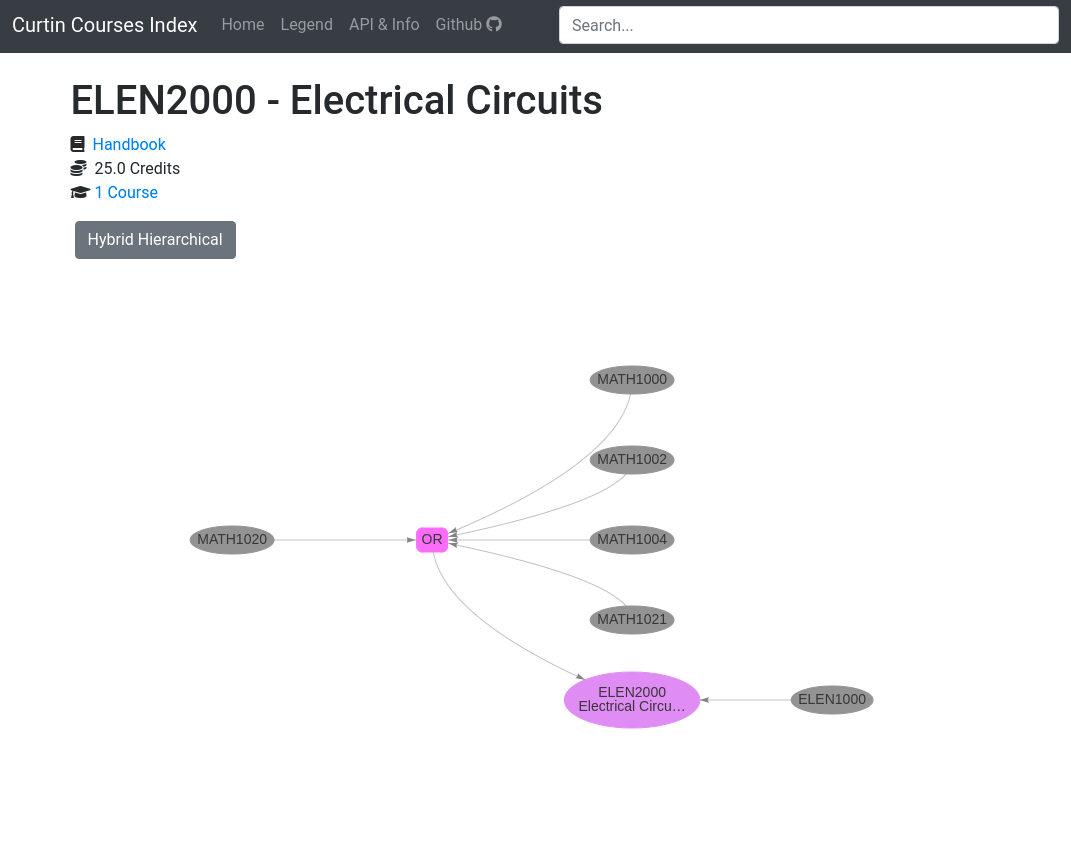 Curtin Courses Index Home Legend API & Info Github Search...
ELEN2000 - Electrical Circuits
Handbook
25.0 Credits
1 Course
Hybrid Hierarchical
MATH1000
MATH1002
MATH1020 OR MATH1004
MATH1021
ELEN2000
Electrical Circu…
ELEN1000